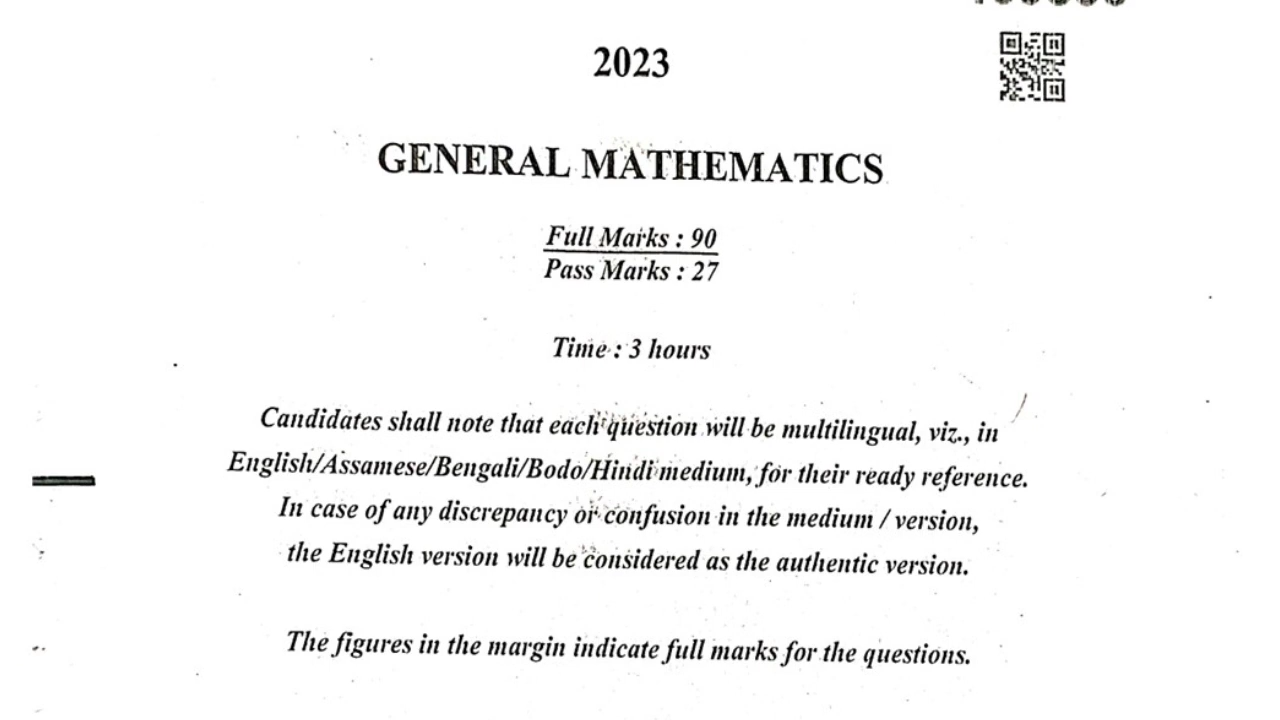 2023
GENERAL MATHEMATICS
Full Marks : 90
Pass Marks : 27
Time : 3 hours
Candidates shall note that each question will be multilingual, viz., in
English/Assamese/Bengali/Bodo/Hindi medium, for their ready reference.
In case of any discrepancy or confusion in the medium / version,
the English version will be considered as the authentic version.
The figures in the margin indicate full marks for the questions.